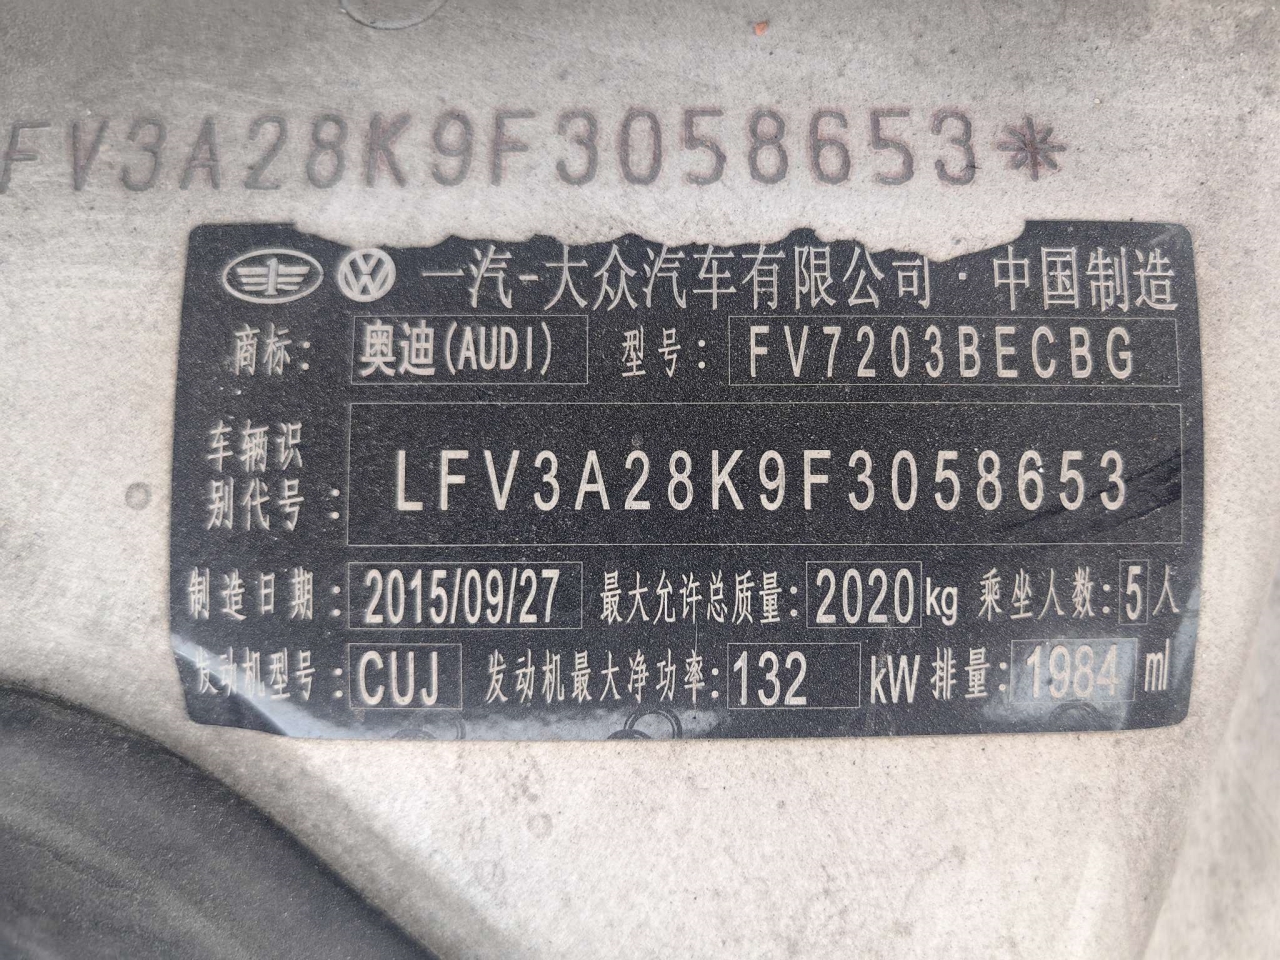 FV3A28K9F3058653*
一汽-大众汽车有限公司·中国制造
商标: 奥迪(AUDI) 型号: FV7203BECBG
车辆识别代号: LFV3A28K9F3058653
制造日期: 2015/09/27 最大允许总质量: 2020 kg 乘坐人数: 5 人
发动机型号: CUJ 发动机最大净功率: 132 kW 排量: 1984 ml